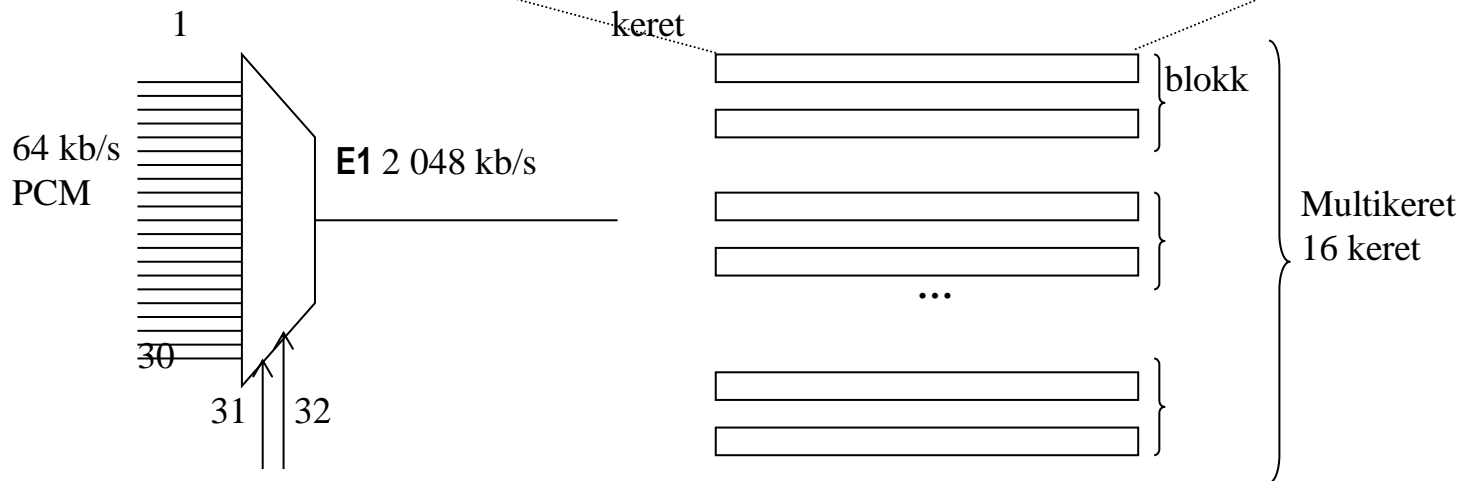 1
keret
blokk
64 kb/s
PCM
E1 2 048 kb/s
Multikeret
16 keret
...
30
31
32